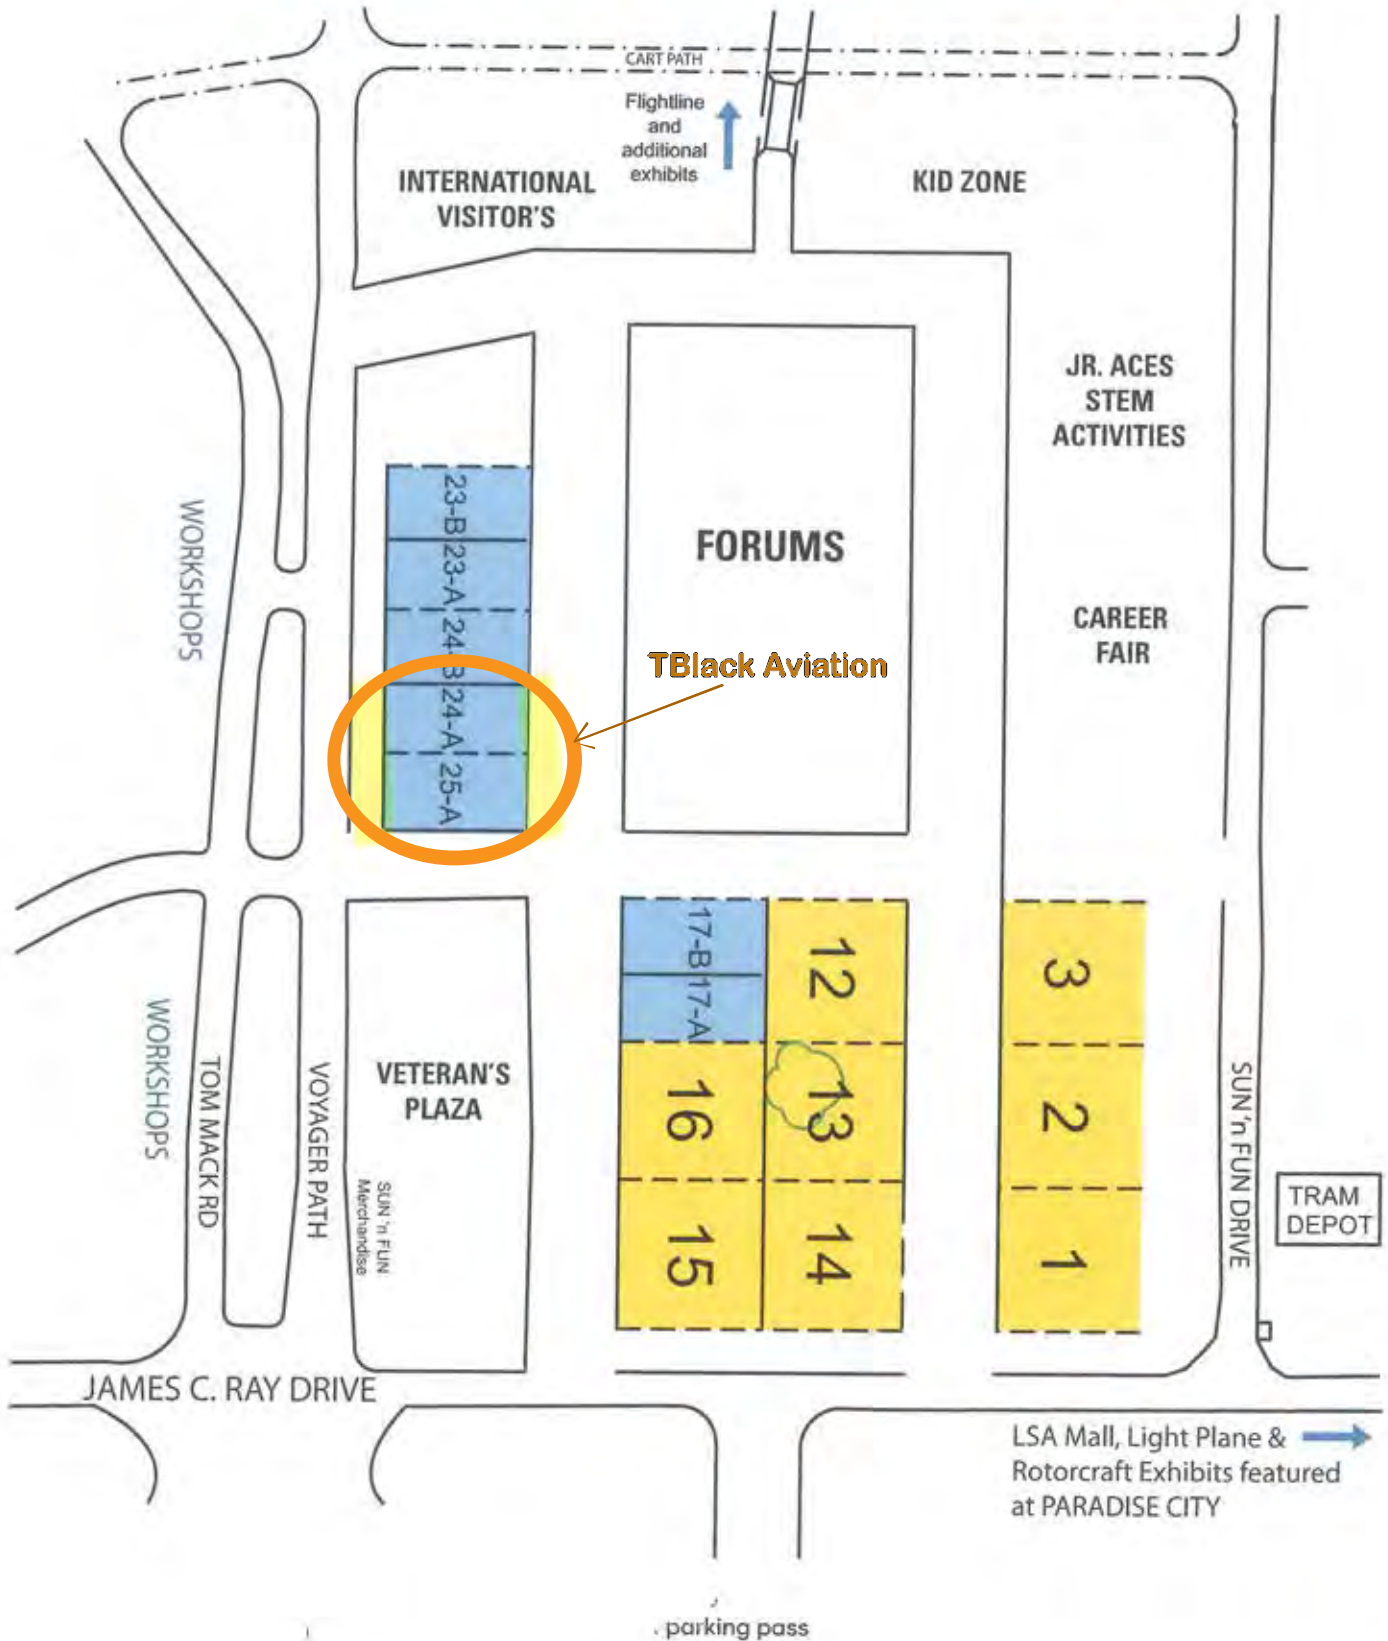 CART PATH
Flightline
and
additional
exhibits
INTERNATIONAL
VISITOR'S
KID ZONE
JR. ACES
STEM
ACTIVITIES
WORKSHOPS
23-B
23-A
24-B
24-A
25-A
FORUMS
TBlack Aviation
CAREER
FAIR
17-B
17-A
12
3
16
13
2
15
14
1
WORKSHOPS
TOM MACK RD
VOYAGER PATH
VETERAN'S
PLAZA
SUN 'n FUN
Merchandise
SUN 'n FUN DRIVE
TRAM
DEPOT
JAMES C. RAY DRIVE
LSA Mall, Light Plane &
Rotorcraft Exhibits featured
at PARADISE CITY
parking pass